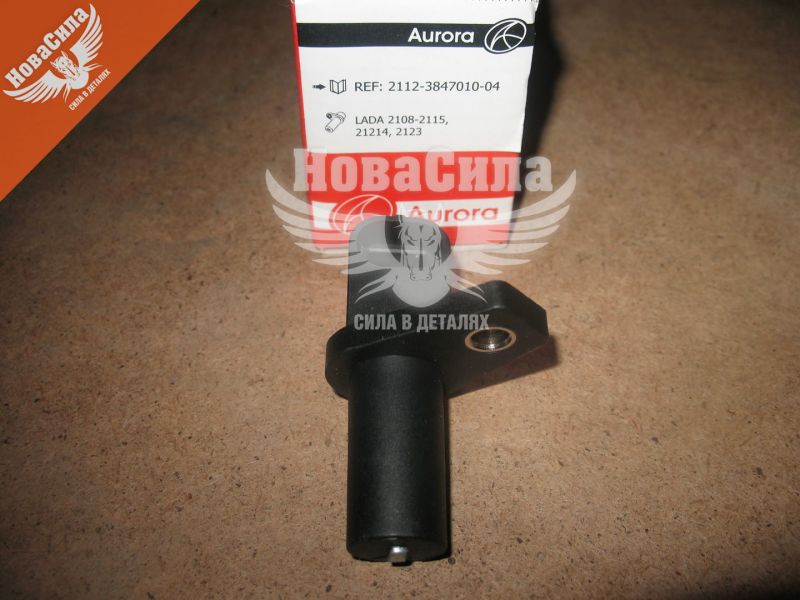 НоваСила
СИЛА В ДЕТАЛЯХ
Aurora
REF: 2112-3847010-04
LADA 2108-2115,
21214, 2123
НоваСила
Aurora
СИЛА В ДЕТАЛЯХ